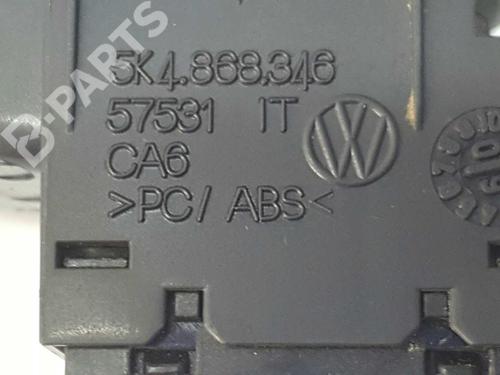 B-PARTS
5K4.868.346
57531 IT
CA6
>PC/ ABS<